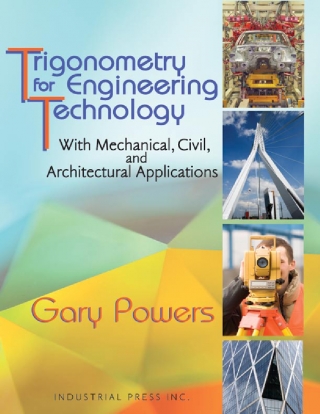 Trigonometry
for Engineering
Technology
With Mechanical, Civil,
and
Architectural Applications
Gary Powers
INDUSTRIAL PRESS INC.